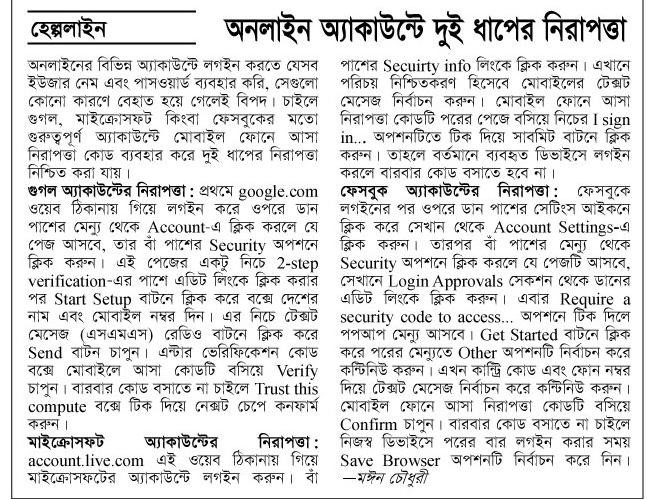 হেল্পলাইন
অনলাইন অ্যাকাউন্টে দুই ধাপের নিরাপত্তা
অনলাইনের বিভিন্ন অ্যাকাউন্টে লগইন করতে যেসব
ইউজার নেম এবং পাসওয়ার্ড ব্যবহার করি, সেগুলো
কোনো কারণে বেহাত হয়ে গেলেই বিপদ। চাইলে
গুগল, মাইক্রোসফট কিংবা ফেসবুকের মতো
গুরুত্বপূর্ণ অ্যাকাউন্টে মোবাইল ফোনে আসা
নিরাপত্তা কোড ব্যবহার করে দুই ধাপের নিরাপত্তা
নিশ্চিত করা যায়।
গুগল অ্যাকাউন্টের নিরাপত্তা : প্রথমে google.com
ওয়েব ঠিকানায় গিয়ে লগইন করে ওপরে ডান
পাশের মেন্যু থেকে Account-এ ক্লিক করলে যে
পেজ আসবে, তার বাঁ পাশের Security অপশনে
ক্লিক করুন। এই পেজের একটু নিচে 2-step
verification-এর পাশে এডিট লিংকে ক্লিক করার
পর Start Setup বাটনে ক্লিক করে বক্সে দেশের
নাম এবং মোবাইল নম্বর দিন। এর নিচে টেক্সট
মেসেজ (এসএমএস) রেডিও বাটনে ক্লিক করে
Send বাটন চাপুন। এন্টার ভেরিফিকেশন কোড
বক্সে মোবাইলে আসা কোডটি বসিয়ে Verify
চাপুন। বারবার কোড বসাতে না চাইলে Trust this
compute বক্সে টিক দিয়ে নেক্সট চেপে কনফার্ম
করুন।
মাইক্রোসফট অ্যাকাউন্টের নিরাপত্তা :
account.live.com এই ওয়েব ঠিকানায় গিয়ে
মাইক্রোসফটের অ্যাকাউন্টে লগইন করুন। বাঁ
পাশের Secuirty info লিংকে ক্লিক করুন। এখানে
পরিচয় নিশ্চিতকরণ হিসেবে মোবাইলের টেক্সট
মেসেজ নির্বাচন করুন। মোবাইল ফোনে আসা
নিরাপত্তা কোডটি পরের পেজে বসিয়ে নিচের I sign
in... অপশনটিতে টিক দিয়ে সাবমিট বাটনে ক্লিক
করুন। তাহলে বর্তমানে ব্যবহৃত ডিভাইসে লগইন
করলে বারবার কোড বসাতে হবে না।
ফেসবুক অ্যাকাউন্টের নিরাপত্তা : ফেসবুকে
লগইনের পর ওপরে ডান পাশের সেটিংস আইকনে
ক্লিক করে সেখান থেকে Account Settings-এ
ক্লিক করুন। তারপর বাঁ পাশের মেন্যু থেকে
Security অপশনে ক্লিক করলে যে পেজটি আসবে,
সেখানে Login Approvals সেকশন থেকে ডানের
এডিট লিংকে ক্লিক করুন। এবার Require a
security code to access... অপশনে টিক দিলে
পপআপ মেন্যু আসবে। Get Started বাটনে ক্লিক
করে পরের মেন্যুতে Other অপশনটি নির্বাচন করে
কন্টিনিউ করুন। এখন কান্ট্রি কোড এবং ফোন নম্বর
দিয়ে টেক্সট মেসেজ নির্বাচন করে কন্টিনিউ করুন।
মোবাইল ফোনে আসা নিরাপত্তা কোডটি বসিয়ে
Confirm চাপুন। বারবার কোড বসাতে না চাইলে
নিজস্ব ডিভাইসে পরের বার লগইন করার সময়
Save Browser অপশনটি নির্বাচন করে নিন।
—মঈন চৌধুরী